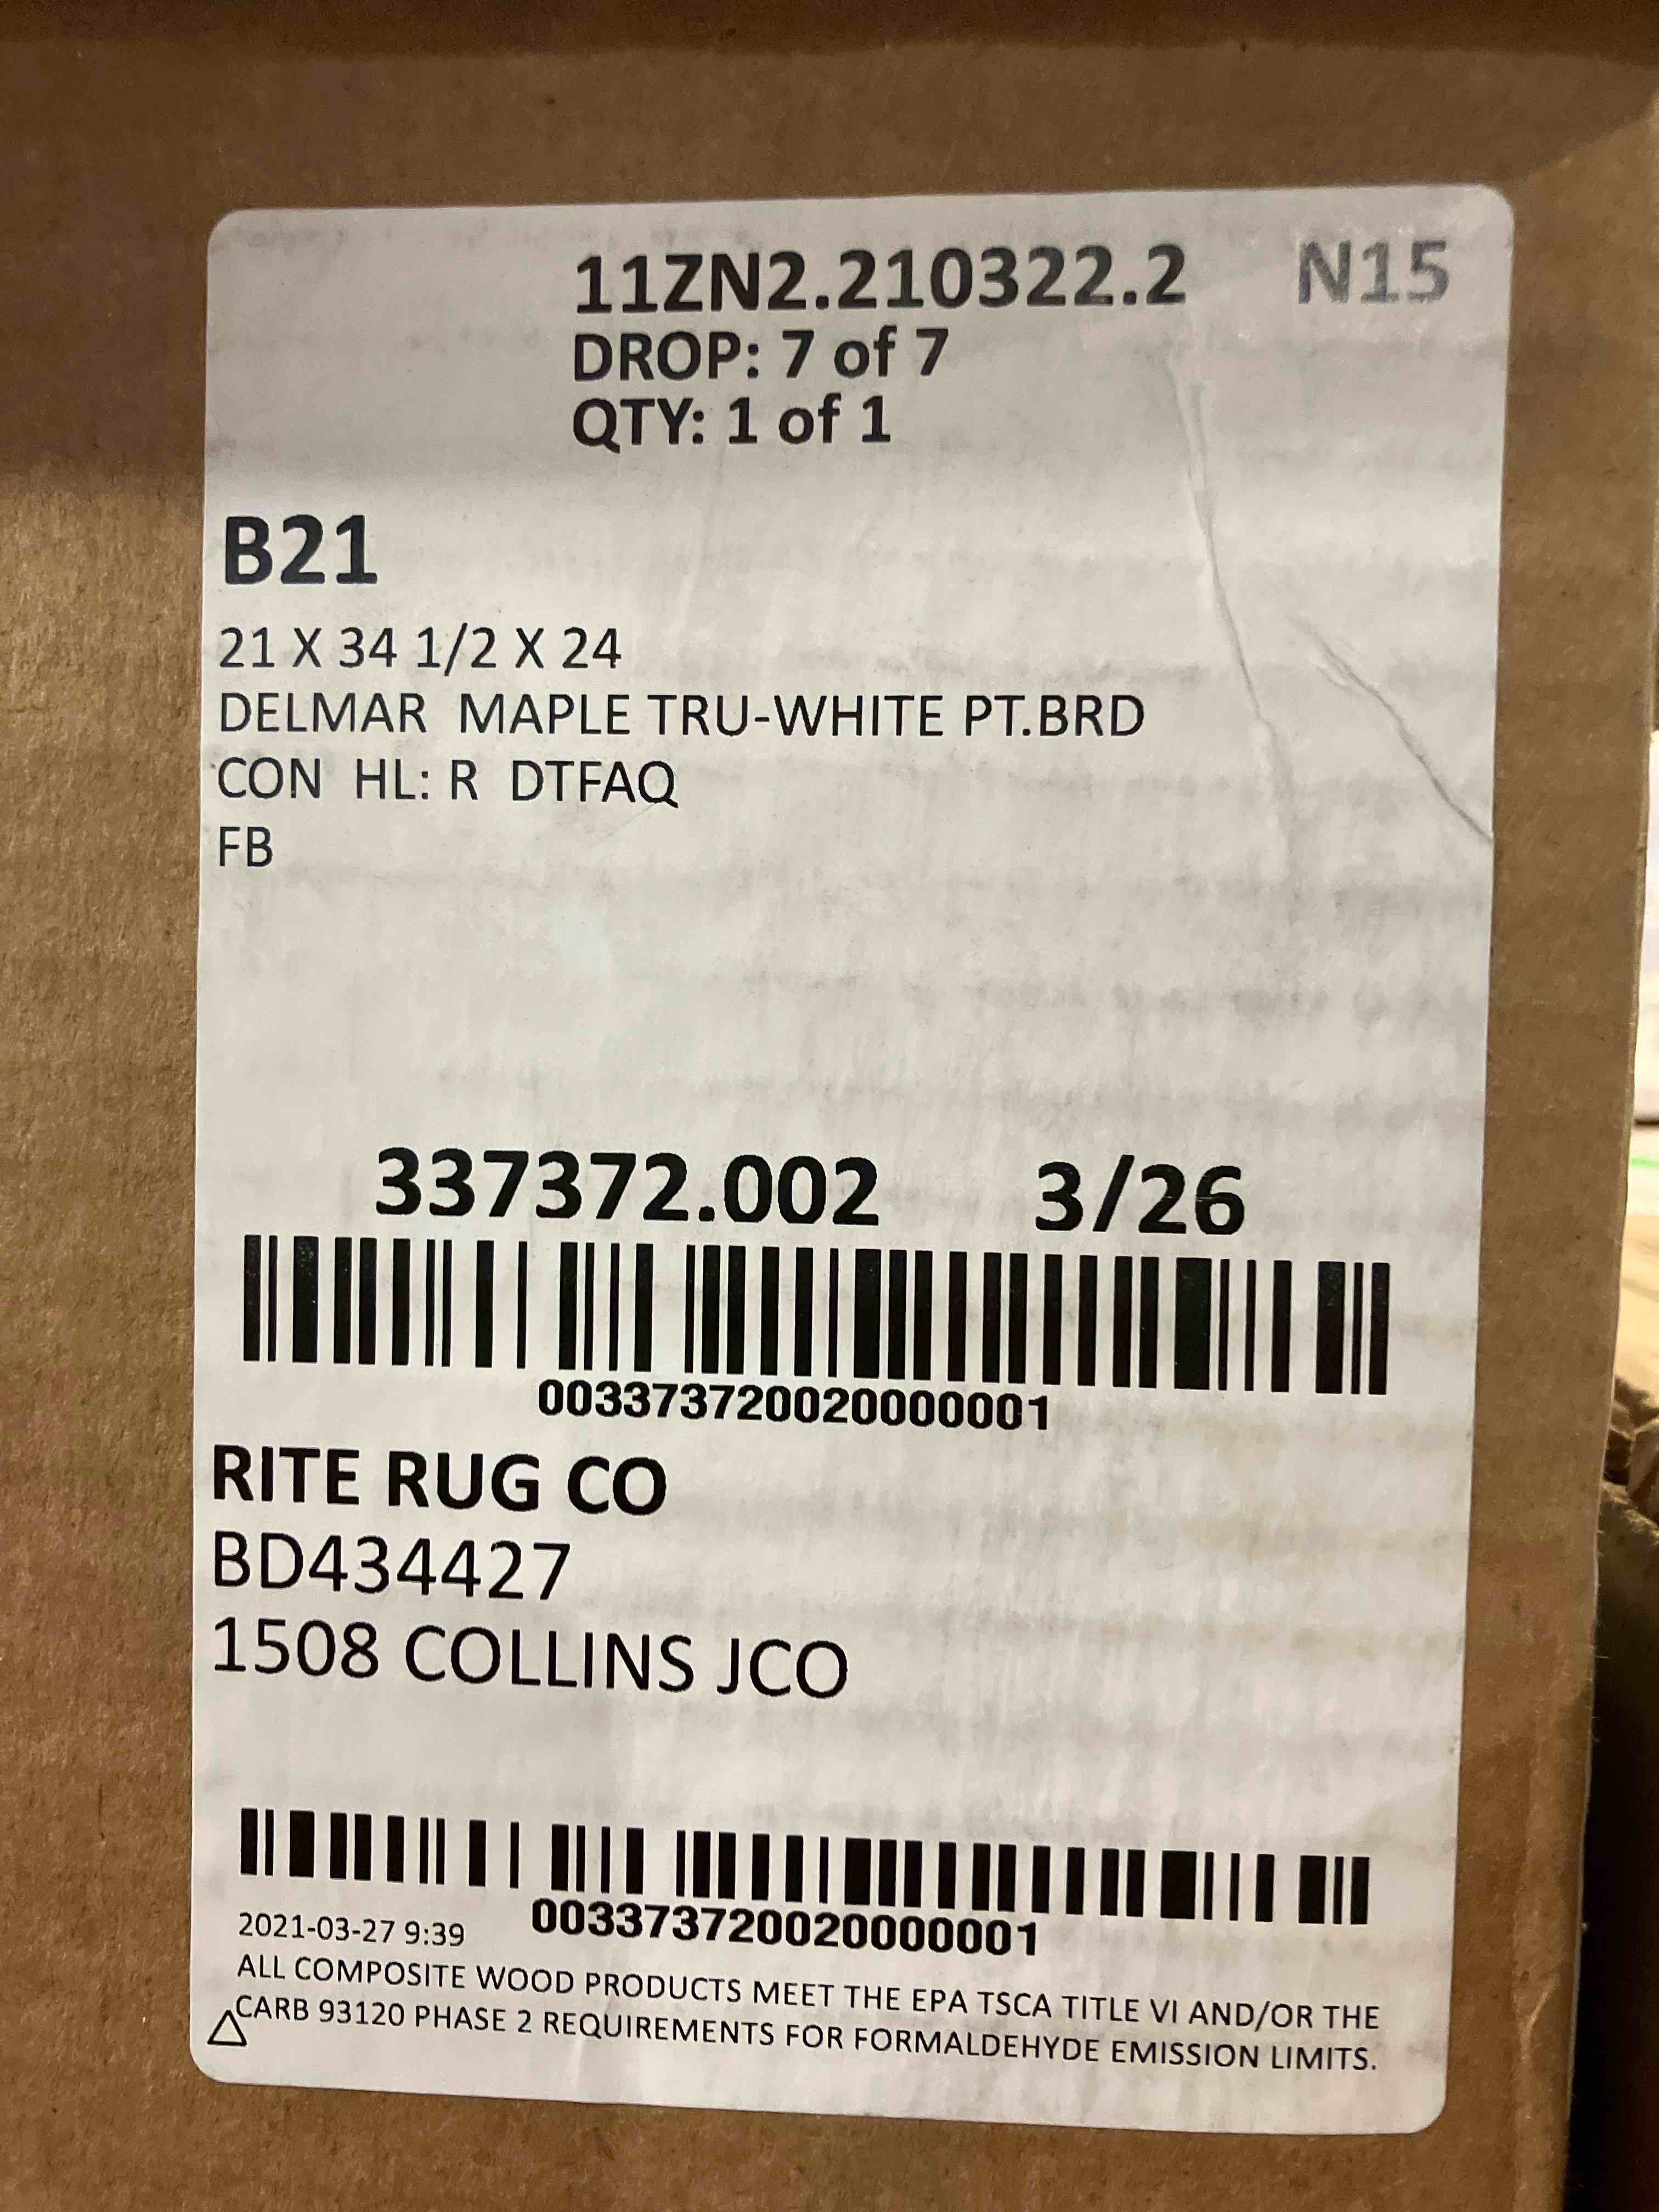 11ZN2.210322.2 N15
DROP: 7 of 7
QTY: 1 of 1
B21
21 X 34 1/2 X 24
DELMAR MAPLE TRU-WHITE PT.BRD
CON HL: R DTFAQ
FB
337372.002 3/26
003373720020000001
RITE RUG CO
BD434427
1508 COLLINS JCO
2021-03-27 9:39 003373720020000001
ALL COMPOSITE WOOD PRODUCTS MEET THE EPA TSCA TITLE VI AND/OR THE
CARB 93120 PHASE 2 REQUIREMENTS FOR FORMALDEHYDE EMISSION LIMITS.